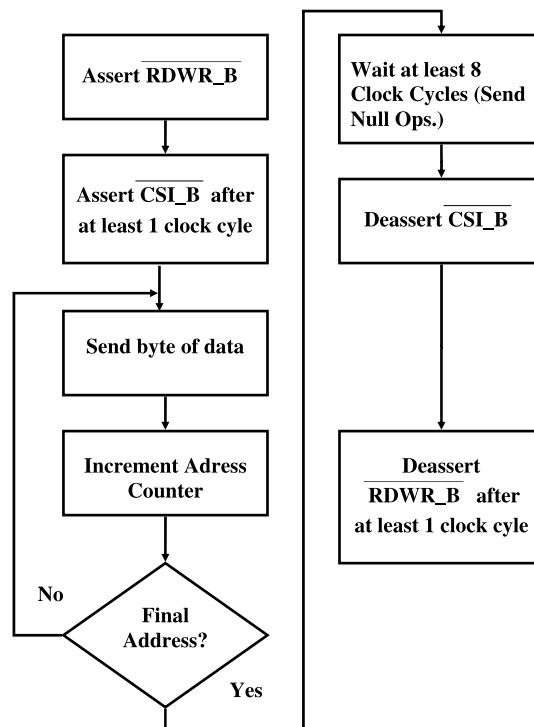 Assert RDWR_B
Assert CSI_B after
at least 1 clock cyle
Send byte of data
Increment Adress
Counter
No
Final
Address?
Yes
Wait at least 8
Clock Cycles (Send
Null Ops.)
Deassert CSI_B
Deassert
RDWR_B after
at least 1 clock cyle